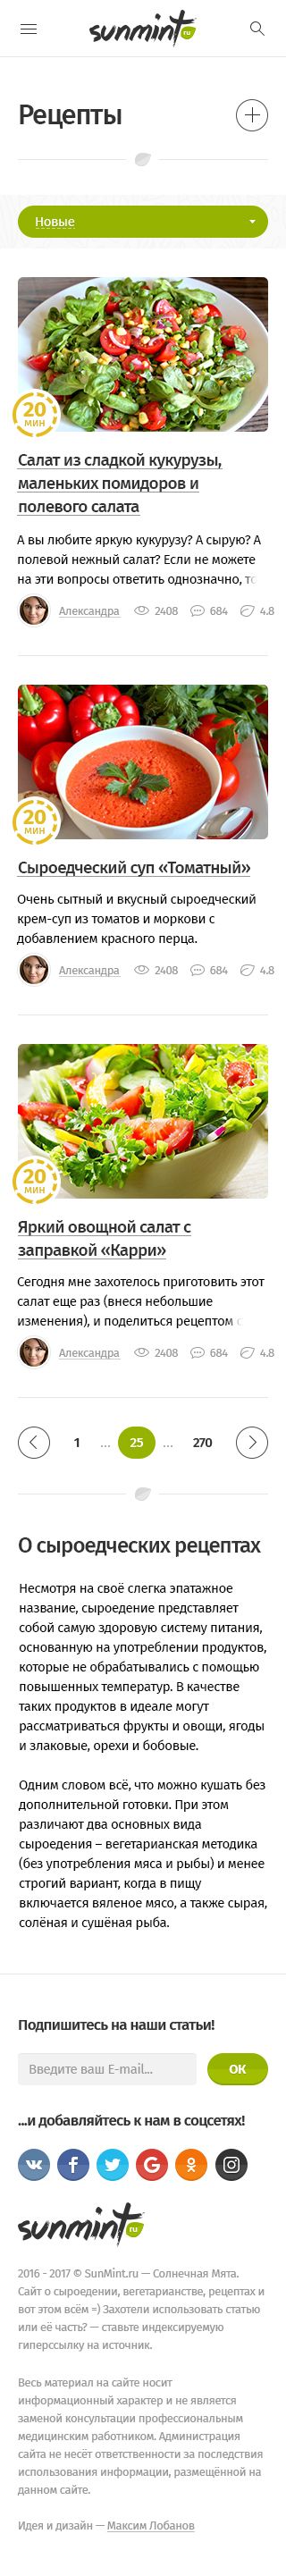 sunmint ru
Рецепты
Новые
20
мин
Салат из сладкой кукурузы,
маленьких помидоров и
полевого салата
А вы любите яркую кукурузу? А сырую? А
полевой нежный салат? Если не можете
на эти вопросы ответить однозначно,
Александра 2408 684 4.8
20
мин
Сыроедческий суп «Томатный»
Очень сытный и вкусный сыроедческий
крем-суп из томатов и моркови с
добавлением красного перца.
Александра 2408 684 4.8
20
мин
Яркий овощной салат с
заправкой «Карри»
Сегодня мне захотелось приготовить этот
салат еще раз (внеся небольшие
изменения), и поделиться рецептом с
Александра 2408 684 4.8
1 ... 25 ... 270
О сыроедческих рецептах
Несмотря на своё слегка эпатажное
название, сыроедение представляет
собой самую здоровую систему питания,
основанную на употреблении продуктов,
которые не обрабатывались с помощью
повышенных температур. В качестве
таких продуктов в идеале могут
рассматриваться фрукты и овощи, ягоды
и злаковые, орехи и бобовые.
Одним словом всё, что можно кушать без
дополнительной готовки. При этом
различают два основных вида
сыроедения – вегетарианская методика
(без употребления мяса и рыбы) и менее
строгий вариант, когда в пищу
включается вяленое мясо, а также сырая,
солёная и сушёная рыба.
Подпишитесь на наши статьи!
Введите ваш E-mail... ОК
...и добавляйтесь к нам в соцсетях!
sunmint ru
2016 - 2017 © SunMint.ru — Солнечная Мята.
Сайт о сыроедении, вегетарианстве, рецептах и
вот этом всём =) Захотели использовать статью
или её часть? — ставьте индексируемую
гиперссылку на источник.
Весь материал на сайте носит
информационный характер и не является
заменой консультации профессиональным
медицинским работником. Администрация
сайта не несёт ответственности за последствия
использования информации, размещённой на
данном сайте.
Идея и дизайн — Максим Лобанов